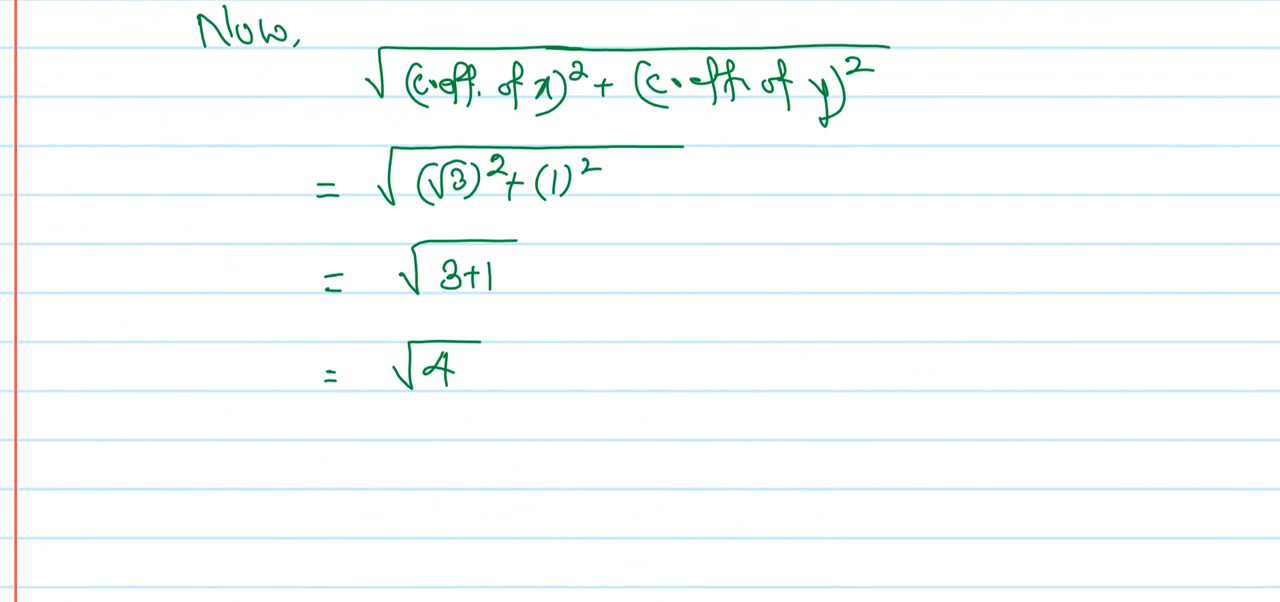 Now,
√(coeff. of x)² + (coeff of y)²
= √(√3)² + (1)²
= √3+1
= √4